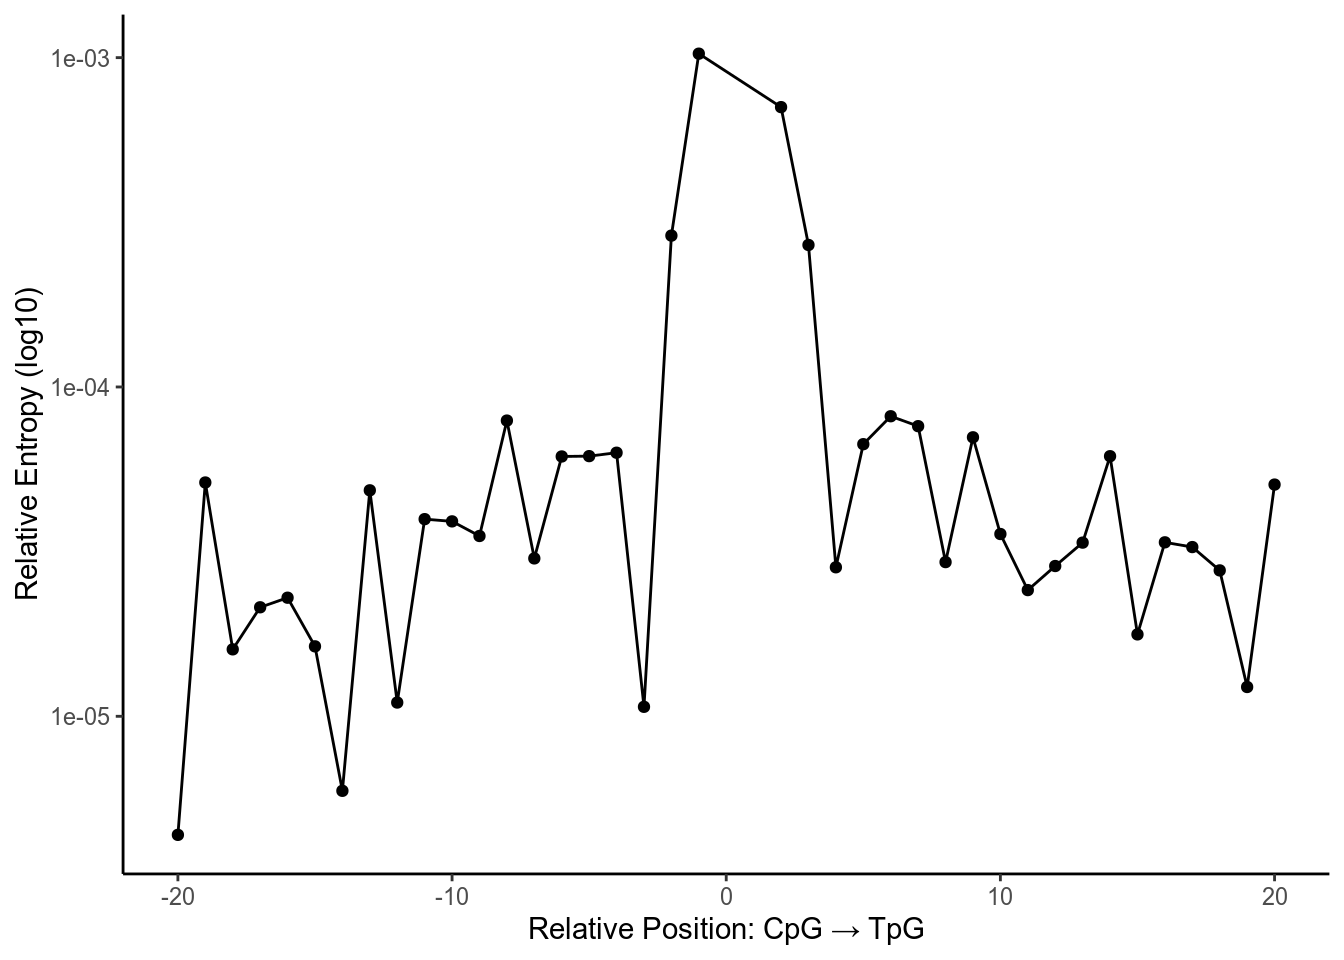 Relative Entropy (log10)
1e-03
1e-04
1e-05
-20
-10
0
10
20
Relative Position: CpG → TpG